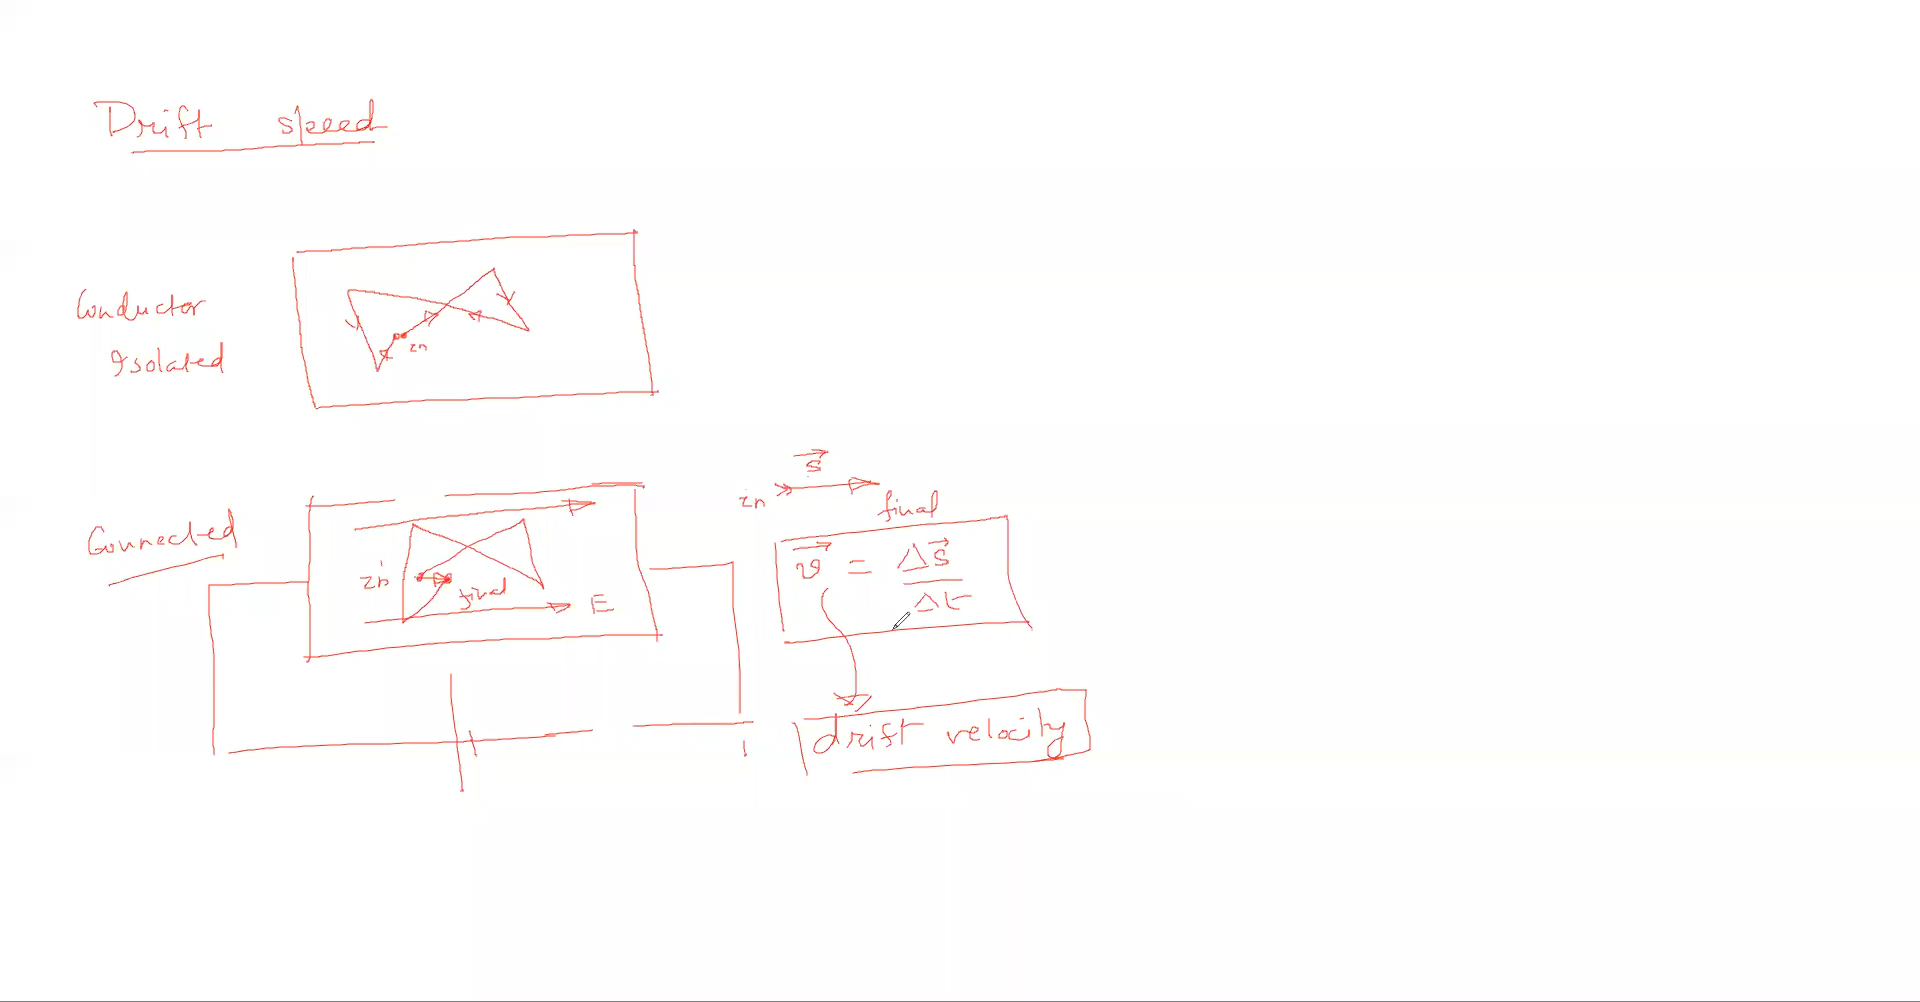 Drift speed
Conductor
Isolated
in
Connected
in
final
E
s
in
final
v = Δs / Δt
drift velocity